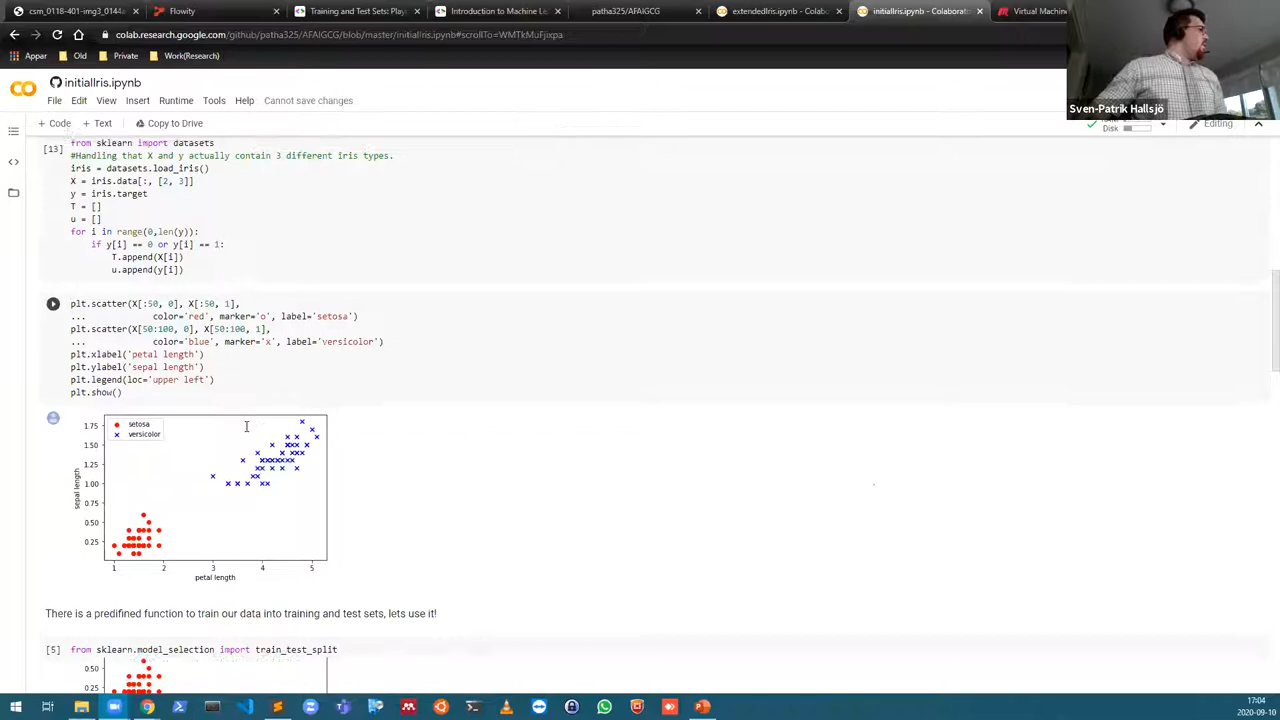 csm_0118-401-img3_0144a
Flowity
Training and Test Sets: Play
Introduction to Machine La
patha325/AFAIGCG
extendedIris.ipynb - Colab
initialIris.ipynb - Colaborat
Virtual Machin
colab.research.google.com/github/patha325/AFAIGCG/blob/master/initialIris.ipynb#scrollTo=WMTkMuFjixpa
Appar
Old
Private
Work(Research)
initialIris.ipynb
File Edit View Insert Runtime Tools Help Cannot save changes
+ Code + Text Copy to Drive
Disk
Editing
Sven-Patrik Hallsjö
from sklearn import datasets
[13]
#Handling that X and y actually contain 3 different iris types.
iris = datasets.load_iris()
X = iris.data[:, [2, 3]]
y = iris.target
T = []
u = []
for i in range(0,len(y)):
if y[i] == 0 or y[i] == 1:
T.append(X[i])
u.append(y[i])
plt.scatter(X[:50, 0], X[:50, 1],
... color='red', marker='o', label='setosa')
plt.scatter(X[50:100, 0], X[50:100, 1],
... color='blue', marker='x', label='versicolor')
plt.xlabel('petal length')
plt.ylabel('sepal length')
plt.legend(loc='upper left')
plt.show()
setosa
versicolor
1.75
1.50
1.25
1.00
0.75
0.50
0.25
sepal length
1 2 3 4 5
petal length
There is a predifined function to train our data into training and test sets, lets use it!
[5] from sklearn.model_selection import train_test_split
0.50
0.25
17:04
2020-09-10